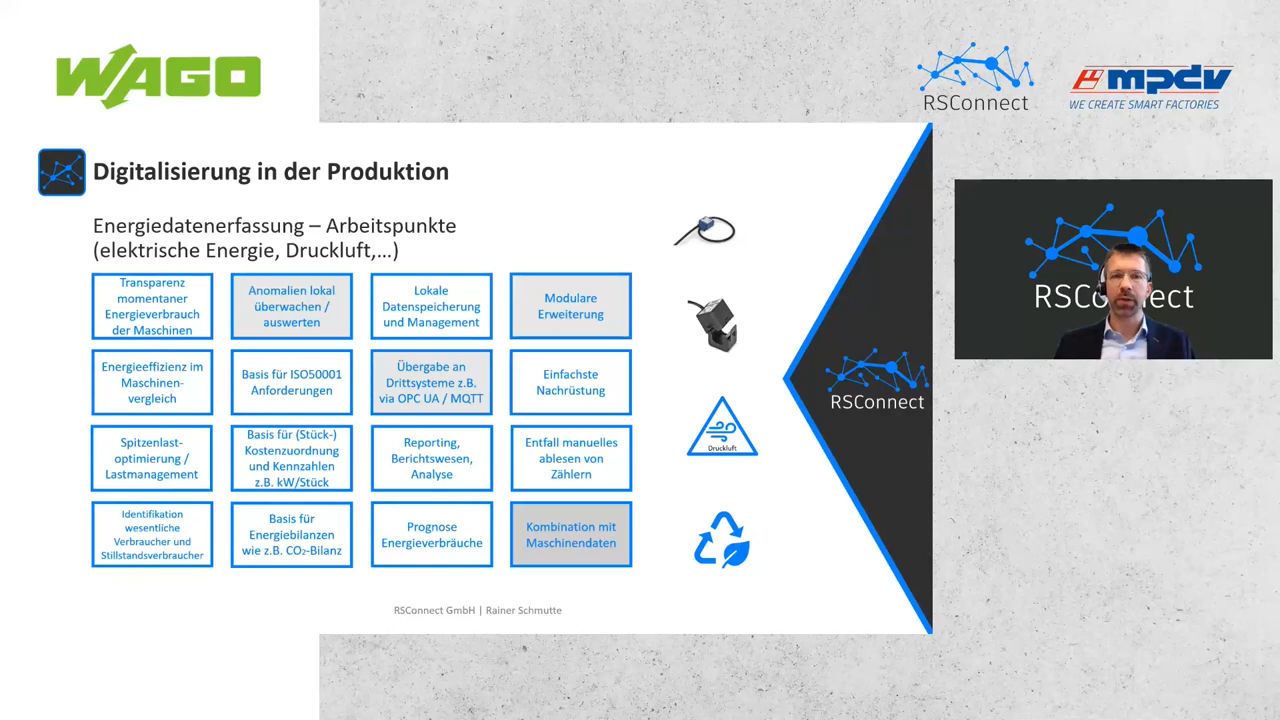 WAGO
RSConnect
mpdv
WE CREATE SMART FACTORIES
Digitalisierung in der Produktion
Energiedatenerfassung – Arbeitspunkte
(elektrische Energie, Druckluft,...)
Transparenz
momentaner
Energieverbrauch
der Maschinen
Anomalien lokal
überwachen /
auswerten
Lokale
Datenspeicherung
und Management
Modulare
Erweiterung
Energieeffizienz im
Maschinen-
vergleich
Basis für ISO50001
Anforderungen
Übergabe an
Drittsysteme z.B.
via OPC UA / MQTT
Einfachste
Nachrüstung
Spitzenlast-
optimierung /
Lastmanagement
Basis für (Stück-)
Kostenzuordnung
und Kennzahlen
z.B. kW/Stück
Reporting,
Berichtswesen,
Analyse
Entfall manuelles
ablesen von
Zählern
Identifikation
wesentliche
Verbraucher und
Stillstandsverbraucher
Basis für
Energiebilanzen
wie z.B. CO₂-Bilanz
Prognose
Energieverbräuche
Kombination mit
Maschinendaten
Druckluft
RSConnect
RSConnect GmbH | Rainer Schmutte